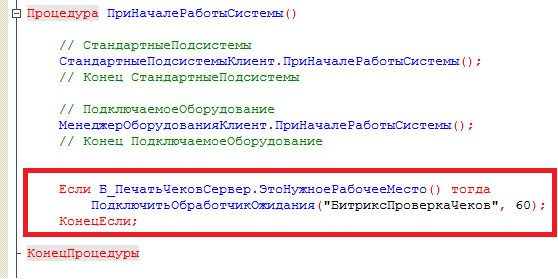 Процедура ПриНачалеРаботыСистемы()
// СтандартныеПодсистемы
СтандартныеПодсистемыКлиент.ПриНачалеРаботыСистемы();
// Конец СтандартныеПодсистемы
// ПодключаемоеОборудование
МенеджерОборудованияКлиент.ПриНачалеРаботыСистемы();
// Конец ПодключаемоеОборудование
Если Б_ПечатьЧековСервер.ЭтоНужноеРабочееМесто() тогда
ПодключитьОбработчикОжидания("БитриксПроверкаЧеков", 60);
КонецЕсли;
КонецПроцедуры